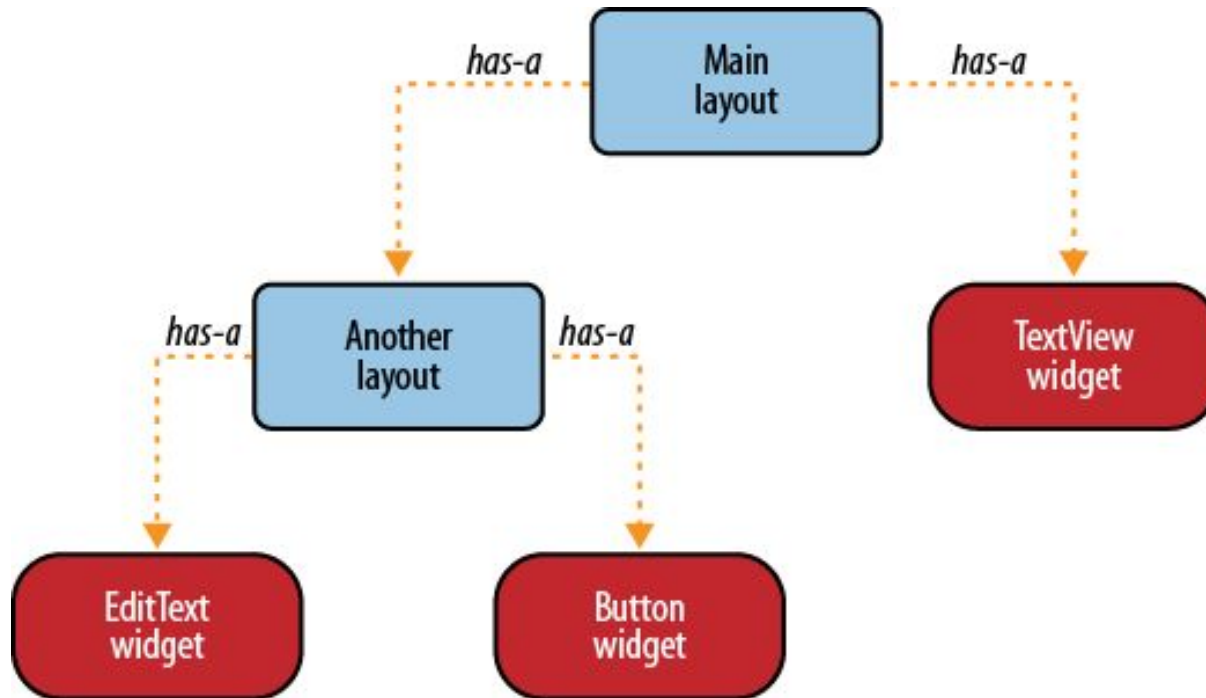 has-a
Main
layout
has-a
has-a
Another
layout
has-a
TextView
widget
EditText
widget
Button
widget